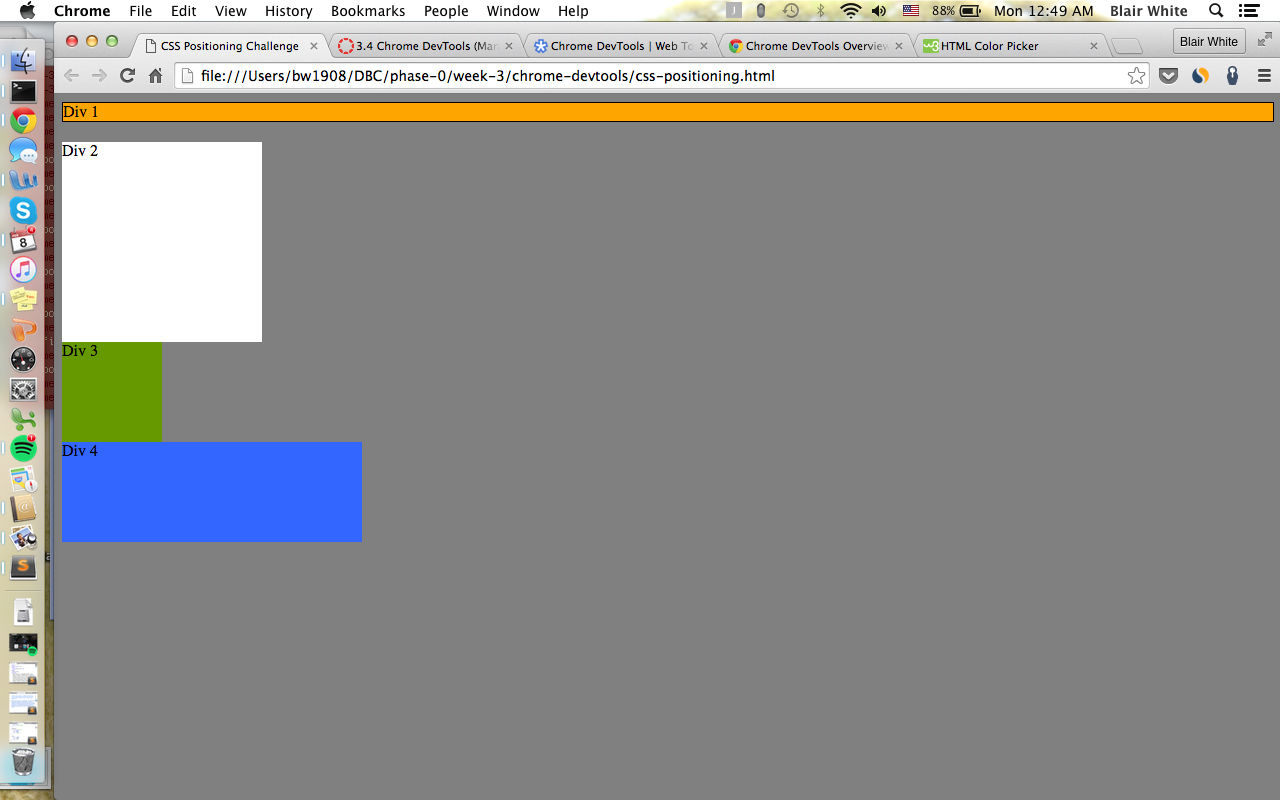 Chrome File Edit View History Bookmarks People Window Help 88% Mon 12:49 AM Blair White
CSS Positioning Challenge
3.4 Chrome DevTools (Man
Chrome DevTools | Web To
Chrome DevTools Overview
HTML Color Picker
Blair White
file:///Users/bw1908/DBC/phase-0/week-3/chrome-devtools/css-positioning.html
Div 1
Div 2
Div 3
Div 4